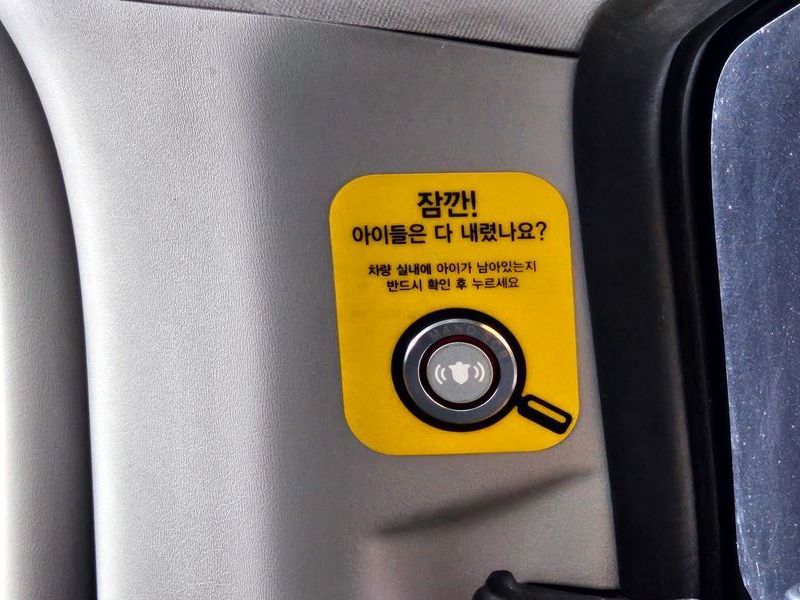 잠깐!
아이들은 다 내렸나요?
차량 실내에 아이가 남아있는지
반드시 확인 후 누르세요